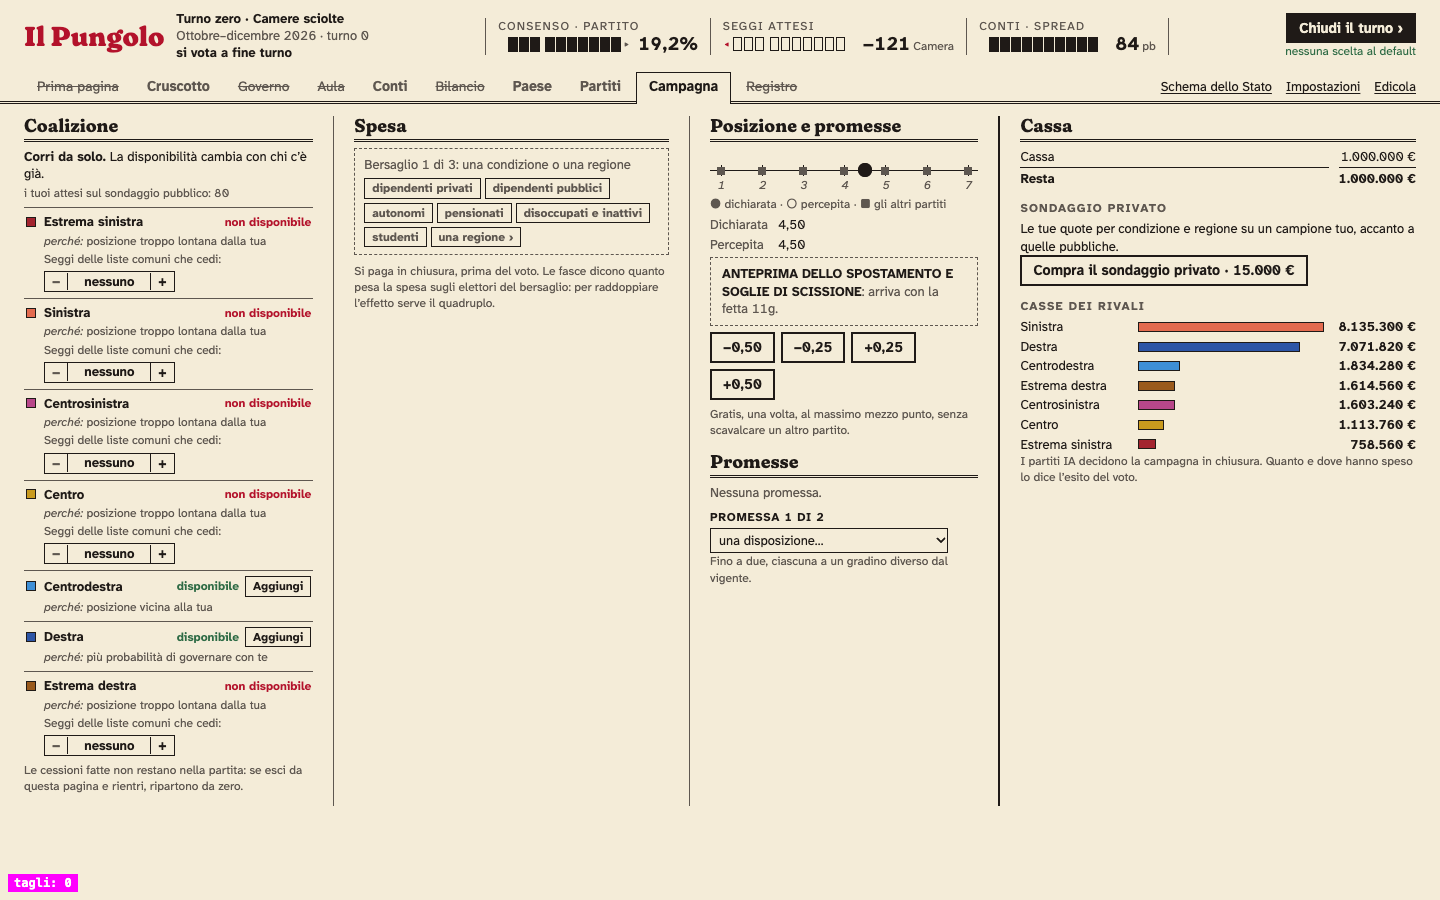 Il Pungolo
Turno zero · Camere sciolte
Ottobre–dicembre 2026 · turno 0
si vota a fine turno
CONSENSO · PARTITO
19,2%
SEGGI ATTESI
−121 Camera
CONTI · SPREAD
84 pb
Chiudi il turno ›
nessuna scelta al default
Prima pagina
Cruscotto
Governo
Aula
Conti
Bilancio
Paese
Partiti
Campagna
Registro
Schema dello Stato
Impostazioni
Edicola
Coalizione
Corri da solo. La disponibilità cambia con chi c'è
già.
i tuoi attesi sul sondaggio pubblico: 80
Estrema sinistra
non disponibile
perché: posizione troppo lontana dalla tua
Seggi delle liste comuni che cedi:
− nessuno +
Sinistra
non disponibile
perché: posizione troppo lontana dalla tua
Seggi delle liste comuni che cedi:
− nessuno +
Centrosinistra
non disponibile
perché: posizione troppo lontana dalla tua
Seggi delle liste comuni che cedi:
− nessuno +
Centro
non disponibile
perché: posizione troppo lontana dalla tua
Seggi delle liste comuni che cedi:
− nessuno +
Centrodestra
disponibile
Aggiungi
perché: posizione vicina alla tua
Destra
disponibile
Aggiungi
perché: più probabilità di governare con te
Estrema destra
non disponibile
perché: posizione troppo lontana dalla tua
Seggi delle liste comuni che cedi:
− nessuno +
Le cessioni fatte non restano nella partita: se esci da
questa pagina e rientri, ripartono da zero.
Spesa
Bersaglio 1 di 3: una condizione o una regione
dipendenti privati
dipendenti pubblici
autonomi
pensionati
disoccupati e inattivi
studenti
una regione ›
Si paga in chiusura, prima del voto. Le fasce dicono quanto
pesa la spesa sugli elettori del bersaglio: per raddoppiare
l'effetto serve il quadruplo.
Posizione e promesse
1 2 3 4 5 6 7
dichiarata · percepita · gli altri partiti
Dichiarata 4,50
Percepita 4,50
ANTEPRIMA DELLO SPOSTAMENTO E
SOGLIE DI SCISSIONE: arriva con la
fetta 11g.
−0,50
−0,25
+0,25
+0,50
Gratis, una volta, al massimo mezzo punto, senza
scavalcare un altro partito.
Promesse
Nessuna promessa.
PROMESSA 1 DI 2
una disposizione...
Fino a due, ciascuna a un gradino diverso dal
vigente.
Cassa
Cassa 1.000.000 €
Resta 1.000.000 €
SONDAGGIO PRIVATO
Le tue quote per condizione e regione su un campione tuo, accanto a
quelle pubbliche.
Compra il sondaggio privato · 15.000 €
CASSE DEI RIVALI
Sinistra 8.135.300 €
Destra 7.071.820 €
Centrodestra 1.834.280 €
Estrema destra 1.614.560 €
Centrosinistra 1.603.240 €
Centro 1.113.760 €
Estrema sinistra 758.560 €
I partiti IA decidono la campagna in chiusura. Quanto e dove hanno speso
lo dice l'esito del voto.
tagli: 0